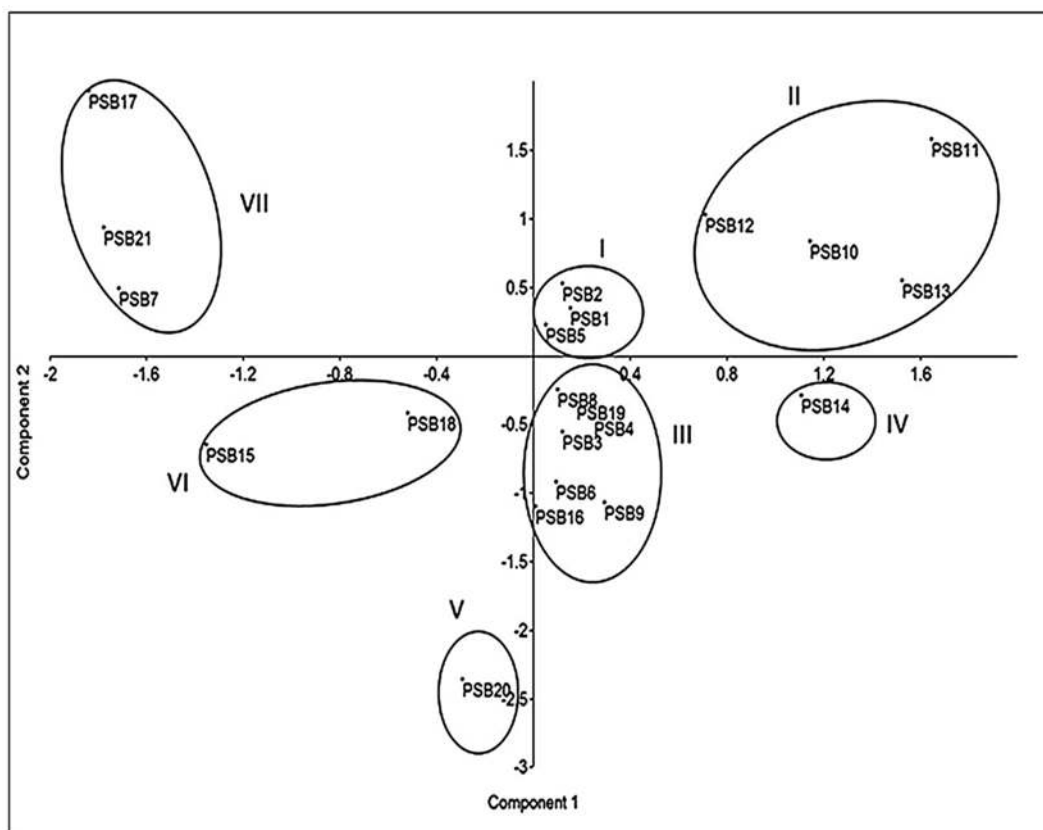 PSB17
II
1.5
PSB11
VII
PSB21
1
PSB12
PSB10
I
PSB7
0.5
PSB2
PSB13
PSB1
PSB5
-2
-1.6
-1.2
-0.8
-0.4
0.4
0.8
1.2
1.6
Component 2
PSB8
PSB14
-0.5
PSB19
PSB18
PSB4
III
IV
PSB3
PSB15
VI
-1
PSB6
PSB16
PSB9
-1.5
V
-2
PSB20
-2.5
-3
Component 1